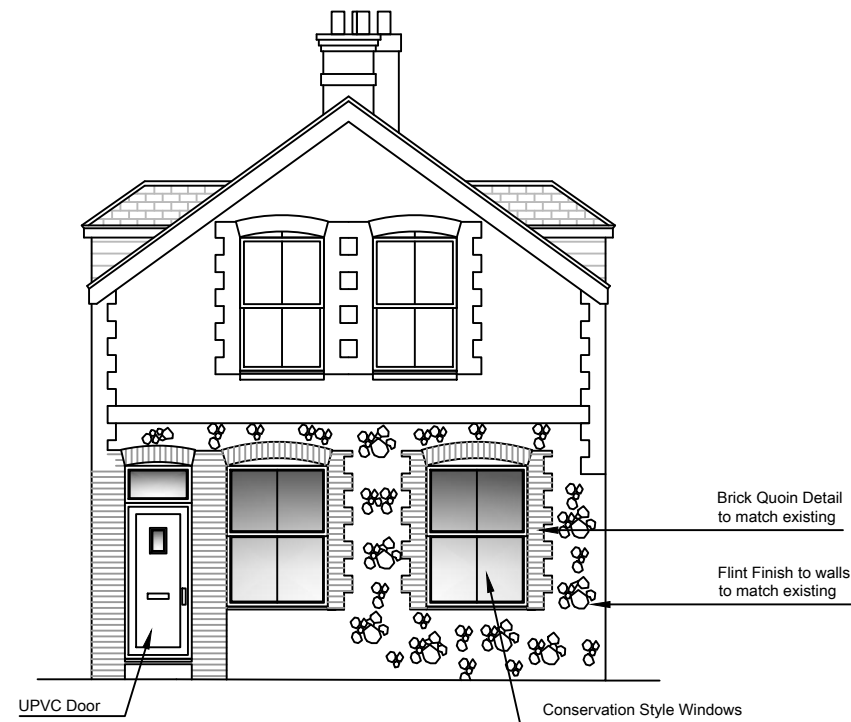 Brick Quoin Detail
to match existing
Flint Finish to walls
to match existing
UPVC Door
Conservation Style Windows